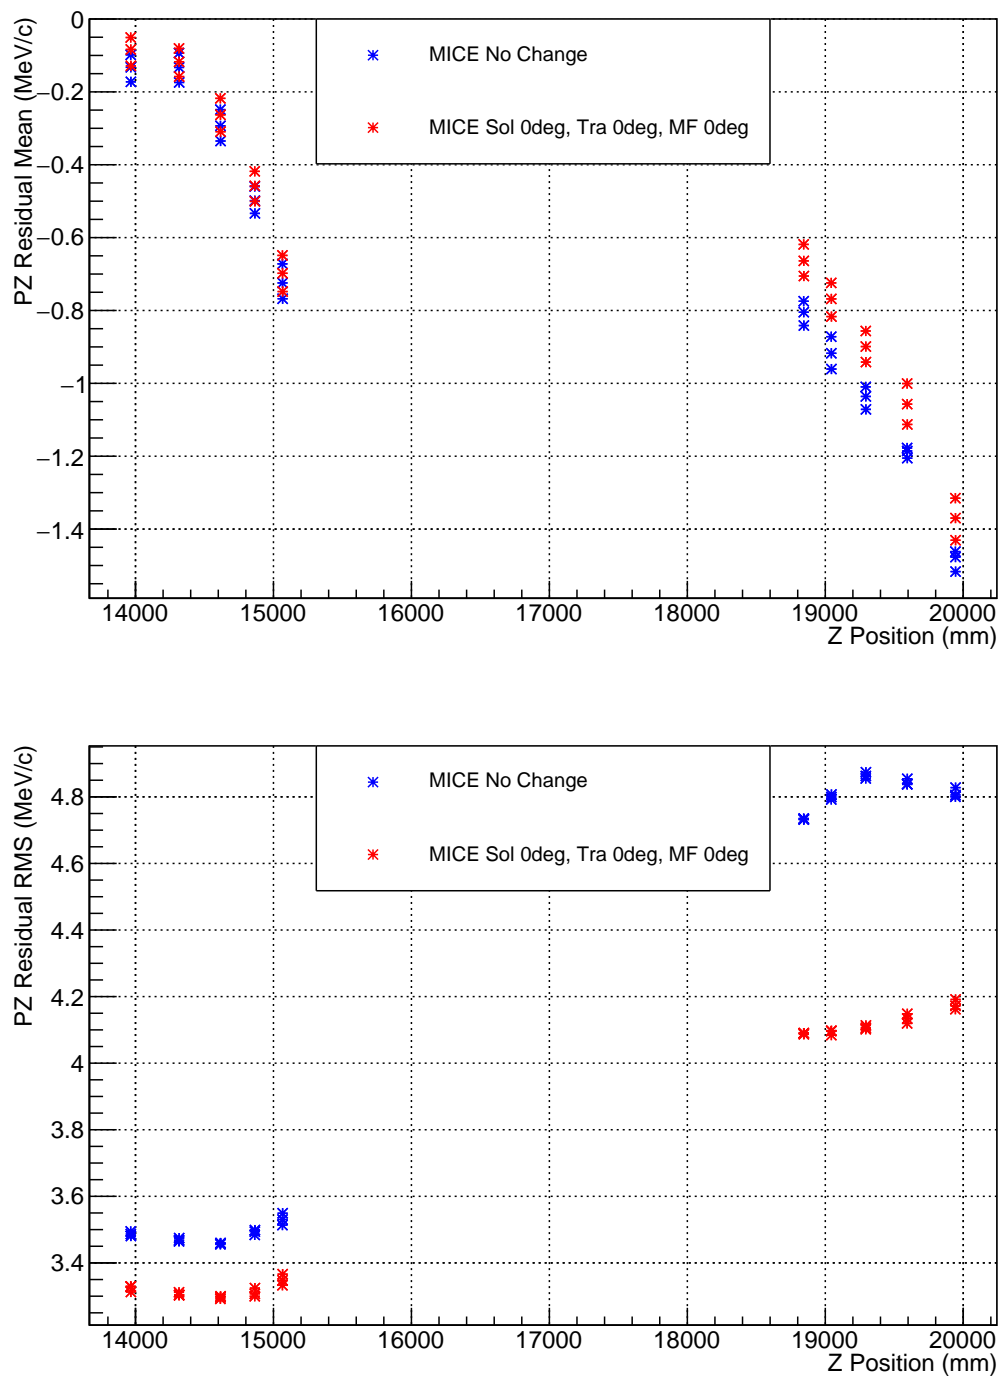 PZ Residual Mean (MeV/c)
0
−0.2
−0.4
−0.6
−0.8
−1
−1.2
−1.4
MICE No Change
MICE Sol 0deg, Tra 0deg, MF 0deg
14000 15000 16000 17000 18000 19000 20000
Z Position (mm)
PZ Residual RMS (MeV/c)
4.8
4.6
4.4
4.2
4
3.8
3.6
3.4
MICE No Change
MICE Sol 0deg, Tra 0deg, MF 0deg
14000 15000 16000 17000 18000 19000 20000
Z Position (mm)